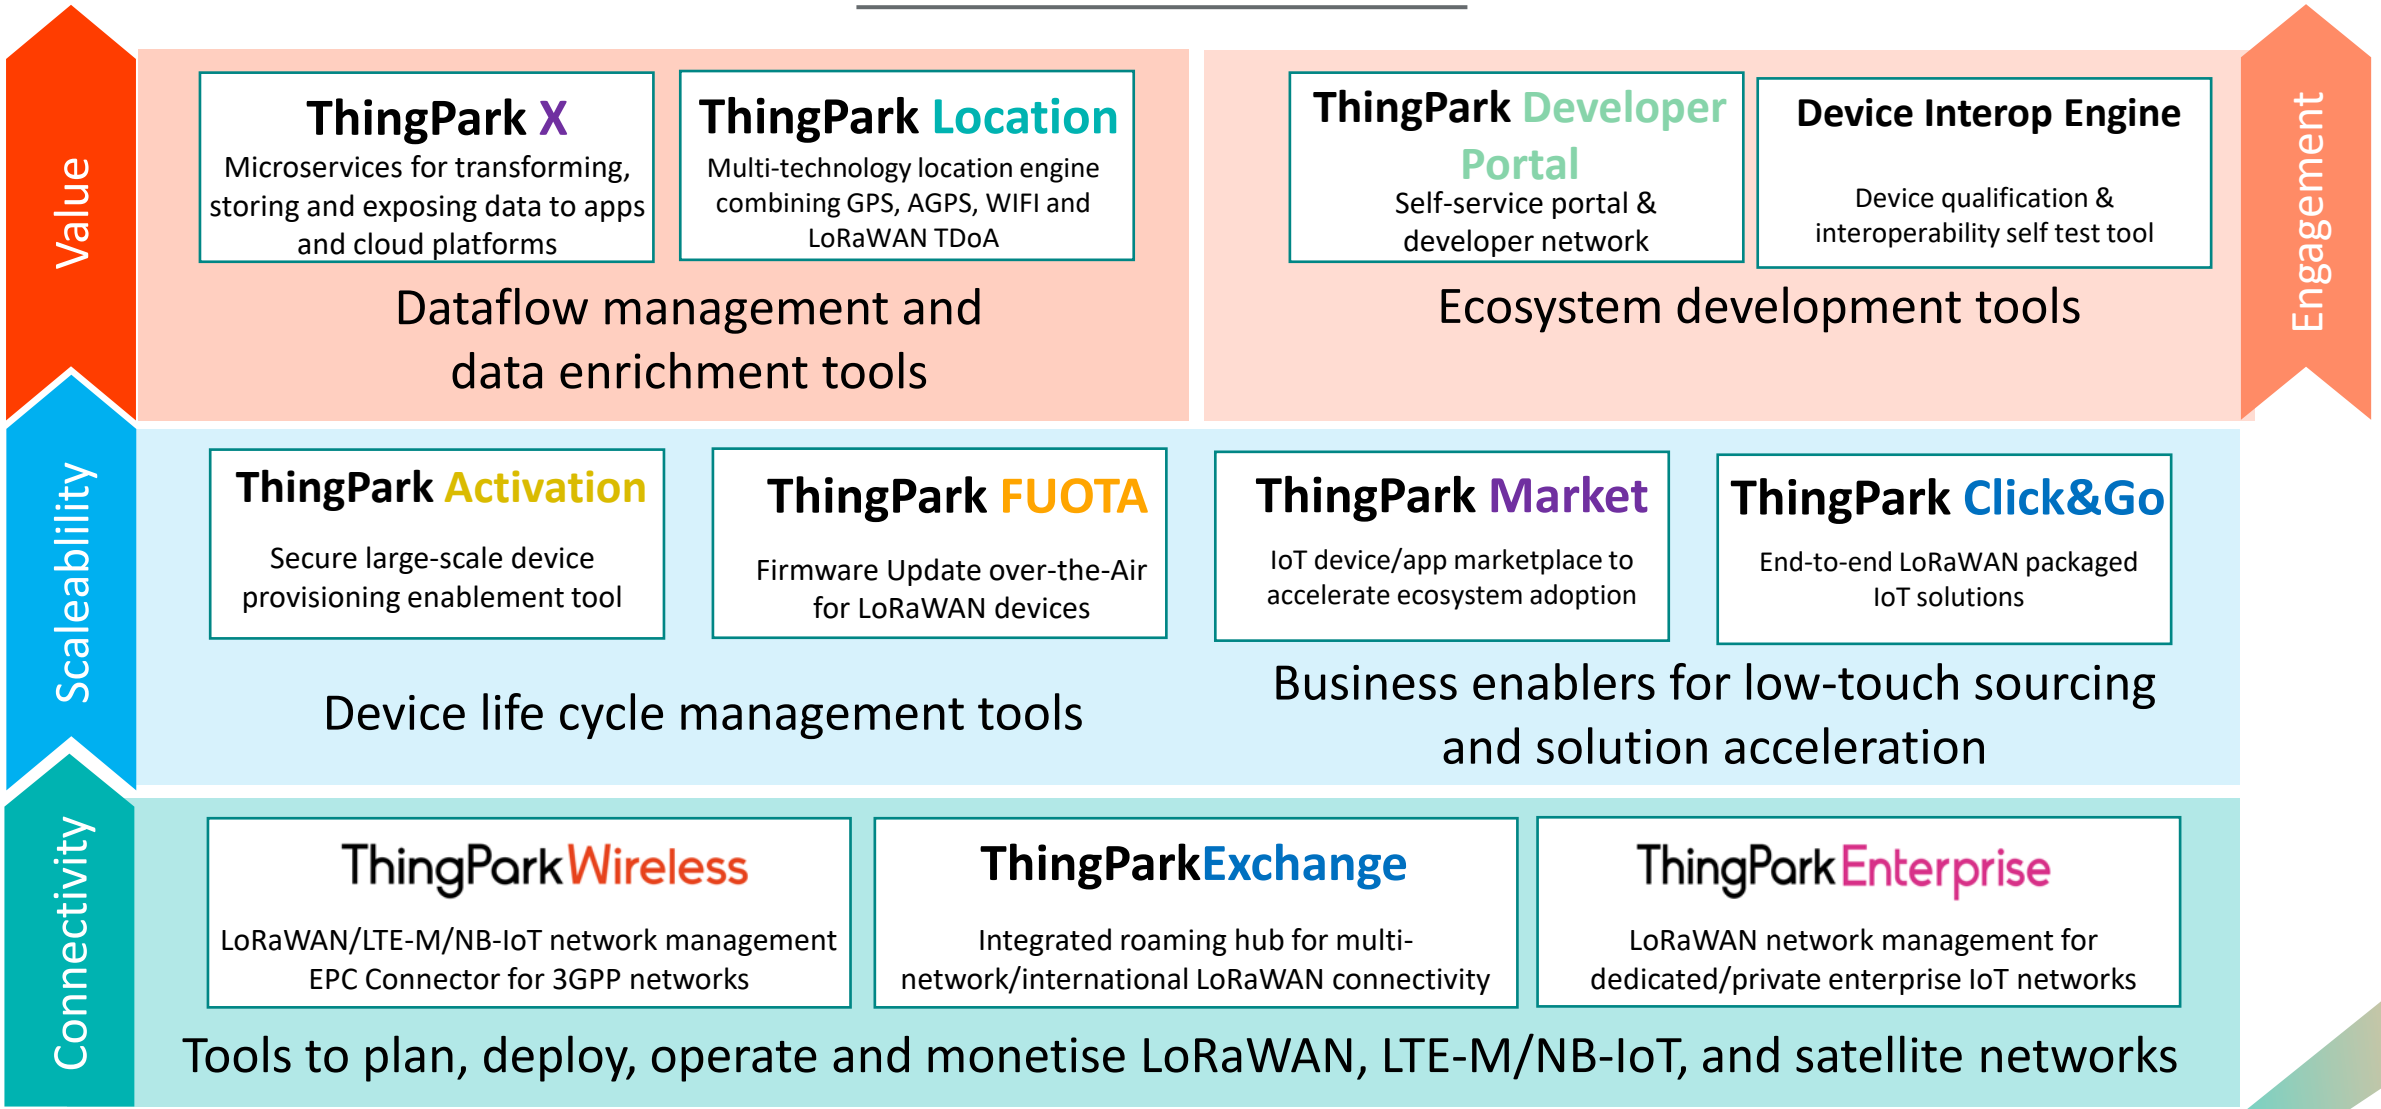 Value
ThingPark X
Microservices for transforming,
storing and exposing data to apps
and cloud platforms
ThingPark Location
Multi-technology location engine
combining GPS, AGPS, WIFI and
LoRaWAN TDoA
Dataflow management and
data enrichment tools
ThingPark Developer
Portal
Self-service portal &
developer network
Device Interop Engine
Device qualification &
interoperability self test tool
Ecosystem development tools
Engagement
Scaleablility
ThingPark Activation
Secure large-scale device
provisioning enablement tool
ThingPark FUOTA
Firmware Update over-the-Air
for LoRaWAN devices
Device life cycle management tools
ThingPark Market
IoT device/app marketplace to
accelerate ecosystem adoption
ThingPark Click&Go
End-to-end LoRaWAN packaged
IoT solutions
Business enablers for low-touch sourcing
and solution acceleration
Connectivity
ThingParkWireless
LoRaWAN/LTE-M/NB-IoT network management
EPC Connector for 3GPP networks
ThingParkExchange
Integrated roaming hub for multi-
network/international LoRaWAN connectivity
ThingPark Enterprise
LoRaWAN network management for
dedicated/private enterprise IoT networks
Tools to plan, deploy, operate and monetise LoRaWAN, LTE-M/NB-IoT, and satellite networks